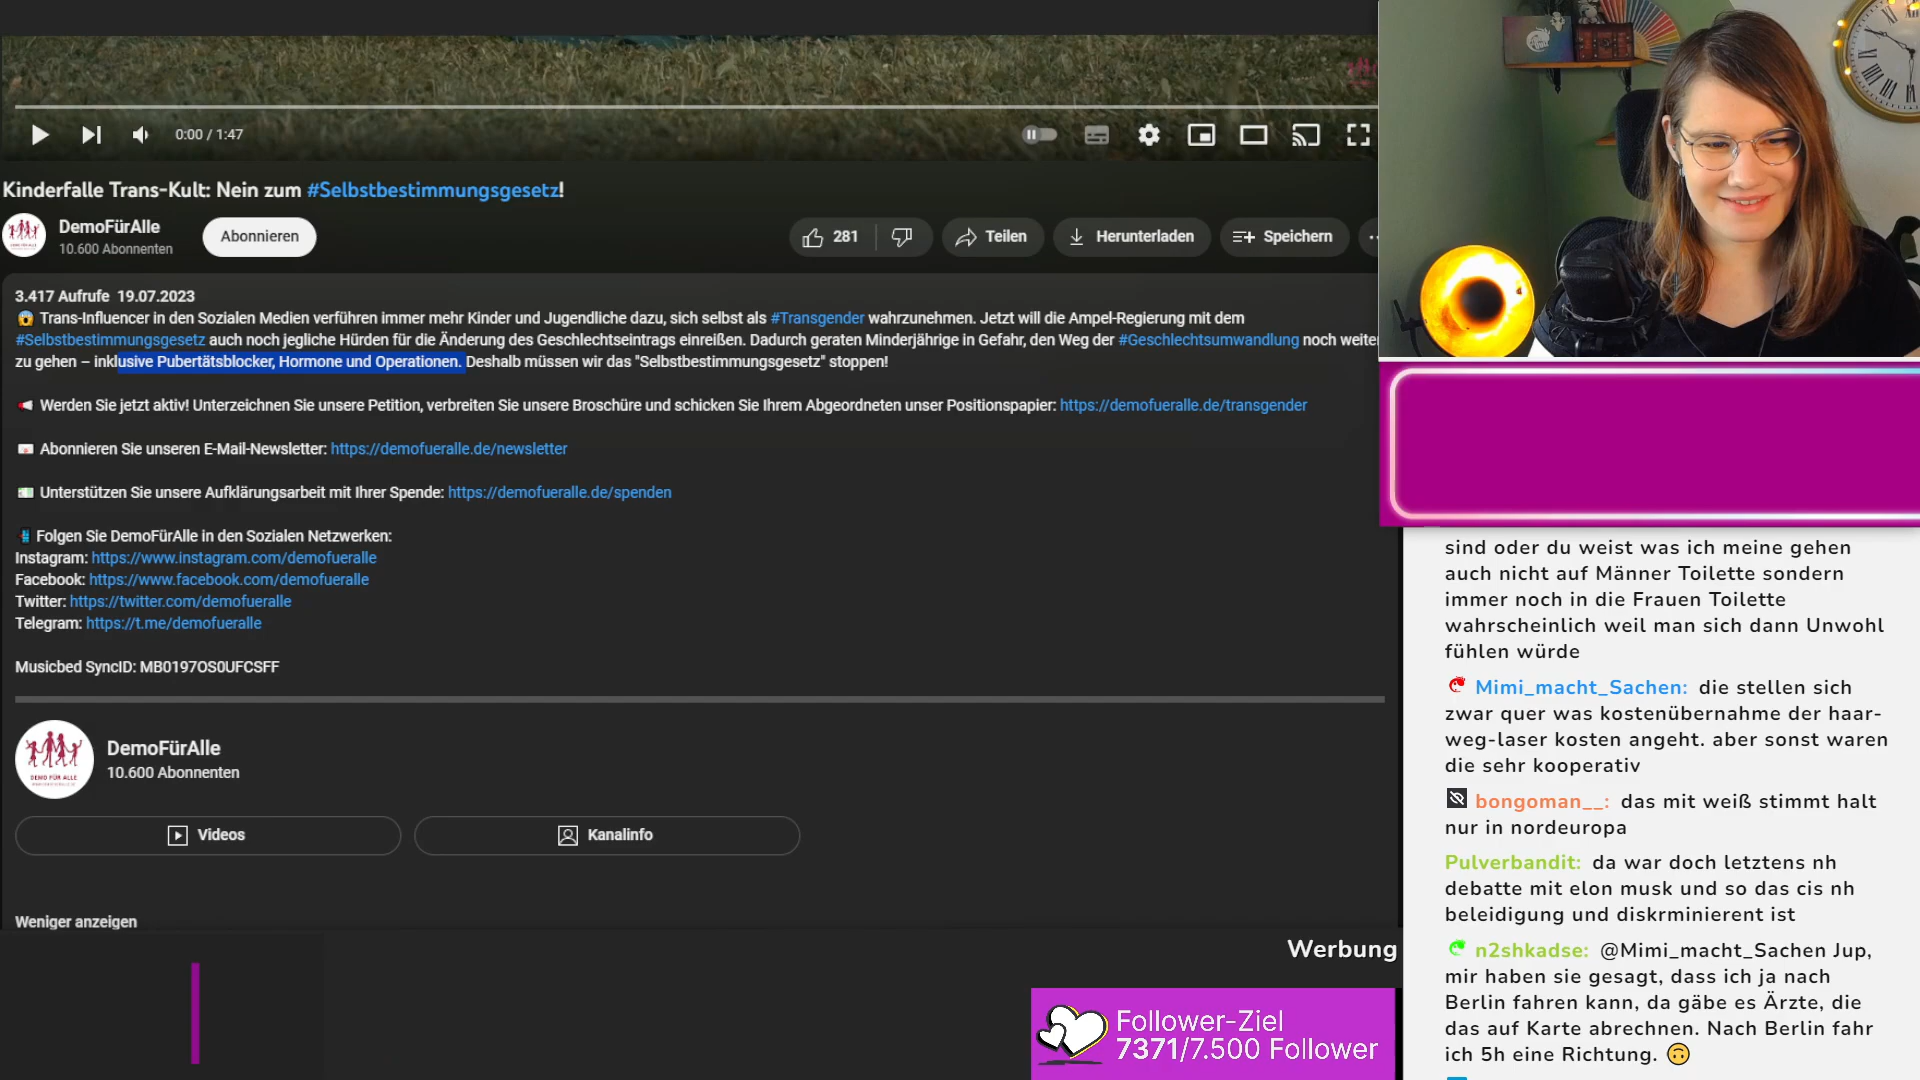 0:00 / 1:47
Kinderfalle Trans-Kult: Nein zum #Selbstbestimmungsgesetz!
DemoFürAlle
10.600 Abonnenten
Abonnieren
281
Teilen
Herunterladen
Speichern
3.417 Aufrufe 19.07.2023
😱 Trans-Influencer in den Sozialen Medien verführen immer mehr Kinder und Jugendliche dazu, sich selbst als #Transgender wahrzunehmen. Jetzt will die Ampel-Regierung mit dem
#Selbstbestimmungsgesetz auch noch jegliche Hürden für die Änderung des Geschlechtseintrags einreißen. Dadurch geraten Minderjährige in Gefahr, den Weg der #Geschlechtsumwandlung noch weiter
zu gehen – inklusive Pubertätsblocker, Hormone und Operationen. Deshalb müssen wir das "Selbstbestimmungsgesetz" stoppen!
📣 Werden Sie jetzt aktiv! Unterzeichnen Sie unsere Petition, verbreiten Sie unsere Broschüre und schicken Sie Ihrem Abgeordneten unser Positionspapier: https://demofueralle.de/transgender
Abonnieren Sie unseren E-Mail-Newsletter: https://demofueralle.de/newsletter
💶 Unterstützen Sie unsere Aufklärungsarbeit mit Ihrer Spende: https://demofueralle.de/spenden
📲 Folgen Sie DemoFürAlle in den Sozialen Netzwerken:
Instagram: https://www.instagram.com/demofueralle
Facebook: https://www.facebook.com/demofueralle
Twitter: https://twitter.com/demofueralle
Telegram: https://t.me/demofueralle
Musicbed SyncID: MB0197OS0UFCSFF
DEMO FÜR ALLE
DemoFürAlle
10.600 Abonnenten
Videos
Kanalinfo
Weniger anzeigen
Werbung
Follower-Ziel
7371/7.500 Follower
sind oder du weist was ich meine gehen
auch nicht auf Männer Toilette sondern
immer noch in die Frauen Toilette
wahrscheinlich weil man sich dann Unwohl
fühlen würde
Mimi_macht_Sachen: die stellen sich
zwar quer was kostenübernahme der haar-
weg-laser kosten angeht. aber sonst waren
die sehr kooperativ
bongoman__: das mit weiß stimmt halt
nur in nordeuropa
Pulverbandit: da war doch letztens nh
debatte mit elon musk und so das cis nh
beleidigung und diskrminierent ist
n2shkadse: @Mimi_macht_Sachen Jup,
mir haben sie gesagt, dass ich ja nach
Berlin fahren kann, da gäbe es Ärzte, die
das auf Karte abrechnen. Nach Berlin fahr
ich 5h eine Richtung. 🙃